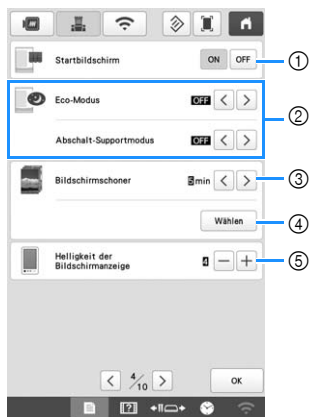 Startbildschirm ON OFF ①
Eco-Modus OFF < >
②
Abschalt-Supportmodus OFF < >
Bildschirmschoner 5min < > ③
Wählen ④
Helligkeit der
Bildschirmanzeige 4 − + ⑤
< 4/10 > OK